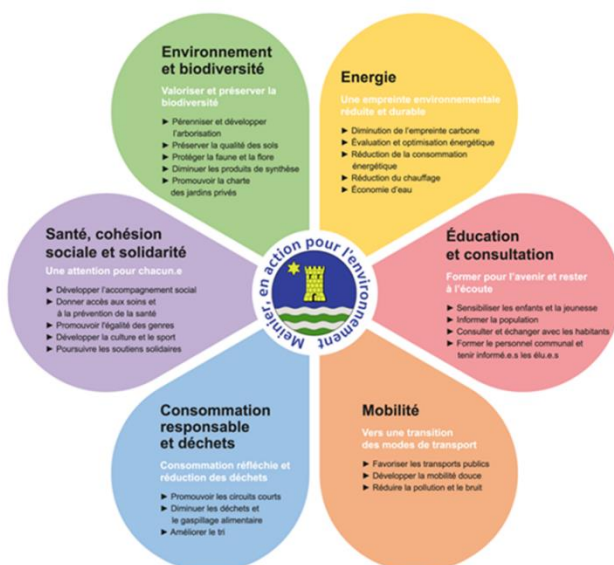 Environnement
et biodiversité
Valoriser et préserver la
biodiversité
► Pérenniser et développer
l'arborisation
► Préserver la qualité des sols
► Protéger la faune et la flore
► Diminuer les produits de synthèse
► Promouvoir la charte
des jardins privés
Energie
Une empreinte environnementale
réduite et durable
► Diminution de l'empreinte carbone
► Évaluation et optimisation énergétique
► Réduction de la consommation
énergétique
► Réduction du chauffage
► Économie d'eau
Santé, cohésion
sociale et solidarité
Une attention pour chacun.e
► Développer l'accompagnement social
► Donner accès aux soins et
à la prévention de la santé
► Promouvoir l'égalité des genres
► Développer la culture et le sport
► Poursuivre les soutiens solidaires
Meinier, en action pour l'environnement
Éducation
et consultation
Former pour l'avenir et rester
à l'écoute
► Sensibiliser les enfants et la jeunesse
► Informer la population
► Consulter et échanger avec les habitants
► Former le personnel communal et
tenir informé.e.s les élu.e.s
Consommation
responsable
et déchets
Consommation réfléchie et
réduction des déchets
► Promouvoir les circuits courts
► Diminuer les déchets et
le gaspillage alimentaire
► Améliorer le tri
Mobilité
Vers une transition
des modes de transport
► Favoriser les transports publics
► Développer la mobilité douce
► Réduire la pollution et le bruit